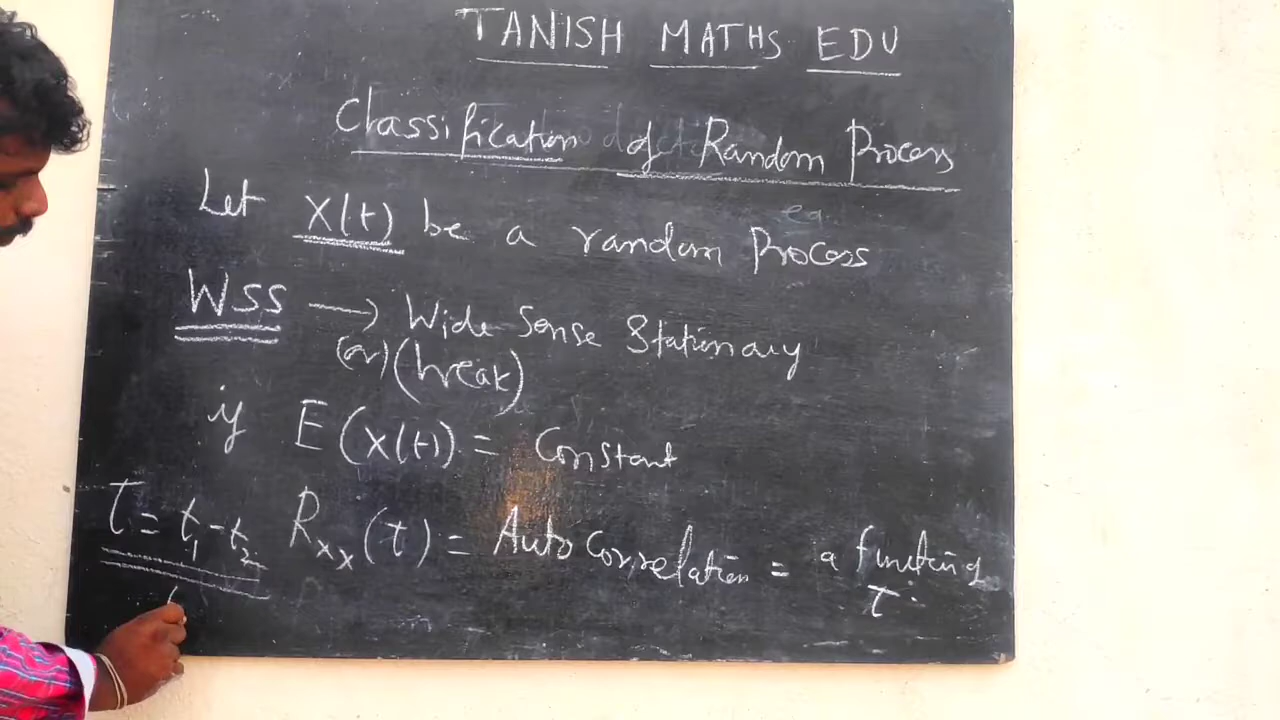 TANISH MATHS EDU
Classification of Random Process
Let X(t) be a random Process
WSS → Wide Sense Stationary
(or) (weak)
if E(X(t) = Constant
τ = t₁ - t₂ Rxx(t) = Auto Correlation = a function of
τ.